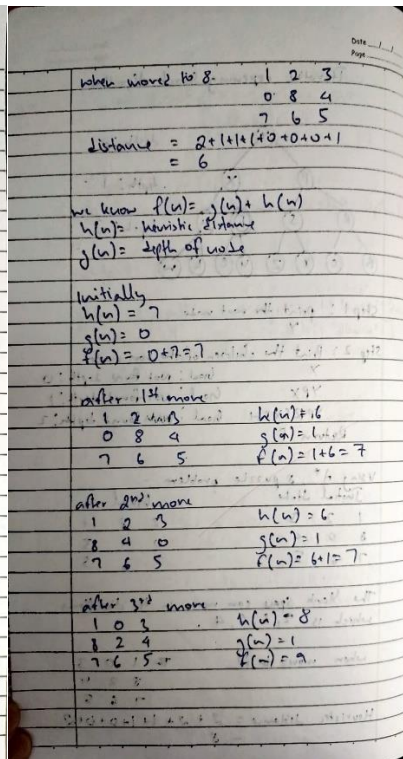 Date / /
Page
when moved to 8. 1 2 3
0 8 4
7 6 5
distance = 2+1+1+1+0+0+0+1
= 6
we know f(n) = g(n) + h(n)
h(n) = heuristic distance
g(n) = depth of node
Initially
h(n) = 7
g(n) = 0
f(n) = 0+7=7
after 1st move
1 2 3 h(n) = 6
0 8 4 g(n) = 1
7 6 5 f(n) = 1+6 = 7
after 2nd move
1 2 3 h(n) = 6
8 4 0 g(n) = 1
7 6 5 f(n) = 6+1=7
after 3rd move
1 0 3 h(n) = 8
8 2 4 g(n) = 1
7 6 5 f(n) = 9